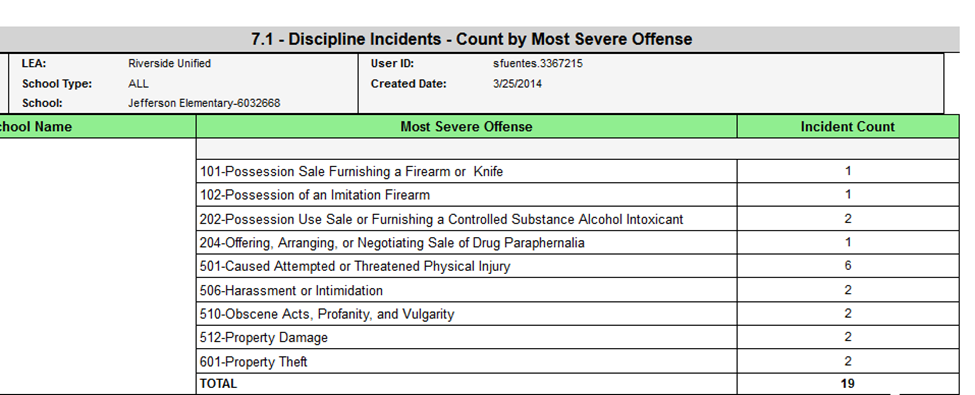 7.1 - Discipline Incidents - Count by Most Severe Offense
LEA: Riverside Unified User ID: sfuentes.3367215
School Type: ALL Created Date: 3/25/2014
School: Jefferson Elementary-6032668
chool Name Most Severe Offense Incident Count
101-Possession Sale Furnishing a Firearm or Knife 1
102-Possession of an Imitation Firearm 1
202-Possession Use Sale or Furnishing a Controlled Substance Alcohol Intoxicant 2
204-Offering, Arranging, or Negotiating Sale of Drug Paraphernalia 1
501-Caused Attempted or Threatened Physical Injury 6
506-Harassment or Intimidation 2
510-Obscene Acts, Profanity, and Vulgarity 2
512-Property Damage 2
601-Property Theft 2
TOTAL 19